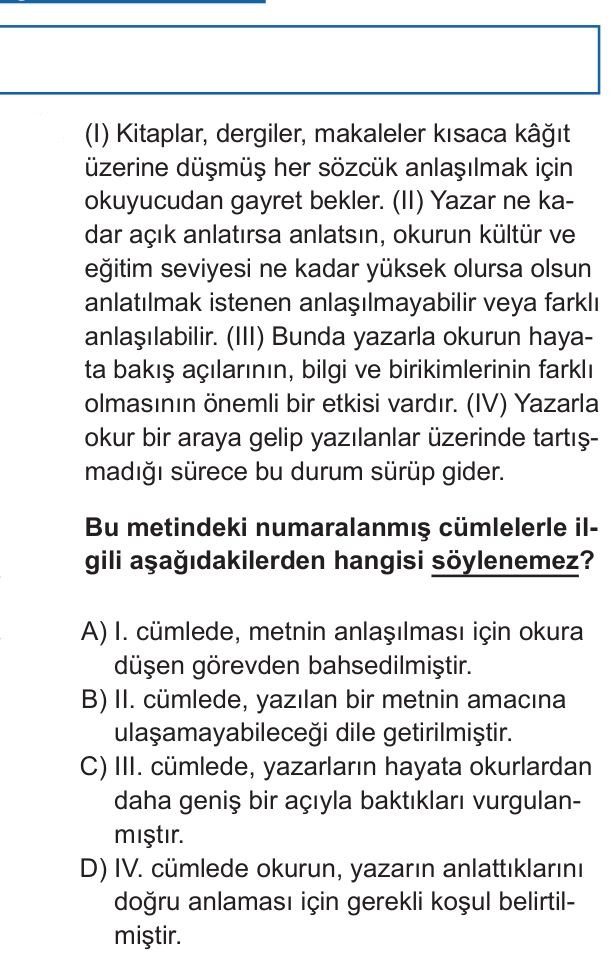 (I) Kitaplar, dergiler, makaleler kısaca kâğıt
üzerine düşmüş her sözcük anlaşılmak için
okuyucudan gayret bekler. (II) Yazar ne ka-
dar açık anlatırsa anlatsın, okurun kültür ve
eğitim seviyesi ne kadar yüksek olursa olsun
anlatılmak istenen anlaşılmayabilir veya farklı
anlaşılabilir. (III) Bunda yazarla okurun haya-
ta bakış açılarının, bilgi ve birikimlerinin farklı
olmasının önemli bir etkisi vardır. (IV) Yazarla
okur bir araya gelip yazılanlar üzerinde tartış-
madığı sürece bu durum sürüp gider.
Bu metindeki numaralanmış cümlelerle il-
gili aşağıdakilerden hangisi söylenemez?
A) I. cümlede, metnin anlaşılması için okura
düşen görevden bahsedilmiştir.
B) II. cümlede, yazılan bir metnin amacına
ulaşamayabileceği dile getirilmiştir.
C) III. cümlede, yazarların hayata okurlardan
daha geniş bir açıyla baktıkları vurgulan-
mıştır.
D) IV. cümlede okurun, yazarın anlattıklarını
doğru anlaması için gerekli koşul belirtil-
miştir.